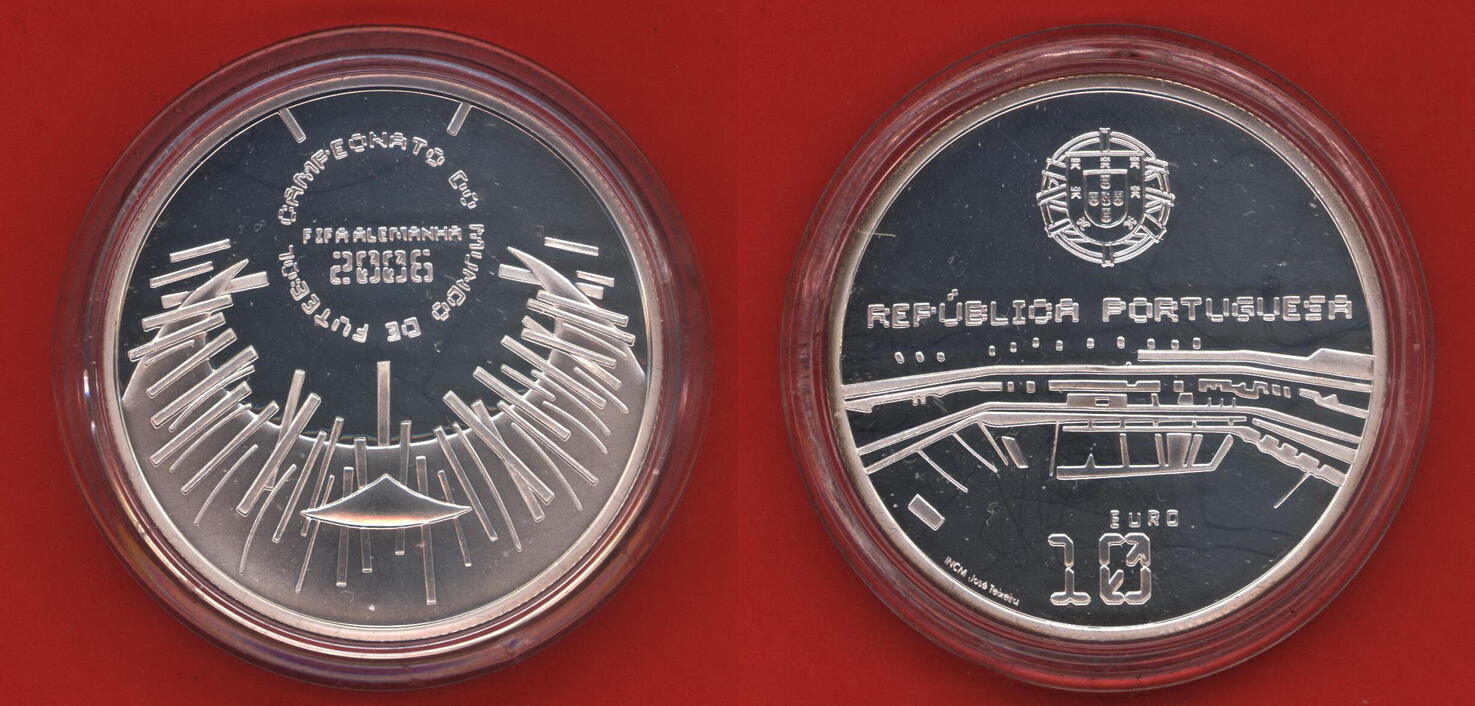 CAMPEONATO DO MUNDO DE FUTEBOL
FIFA ALEMANHA
2006
REPÚBLICA PORTUGUESA
EURO
10
INCM José Teixeira